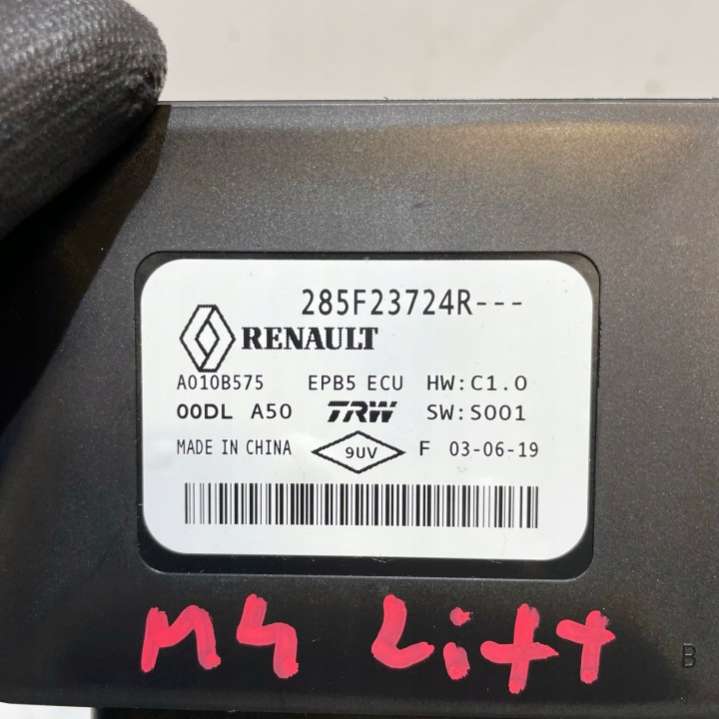 285F23724R---
RENAULT
A010B575 EPB5 ECU HW:C1.0
00DL A50 TRW SW:S001
MADE IN CHINA 9UV F 03-06-19
M4 Lift
B